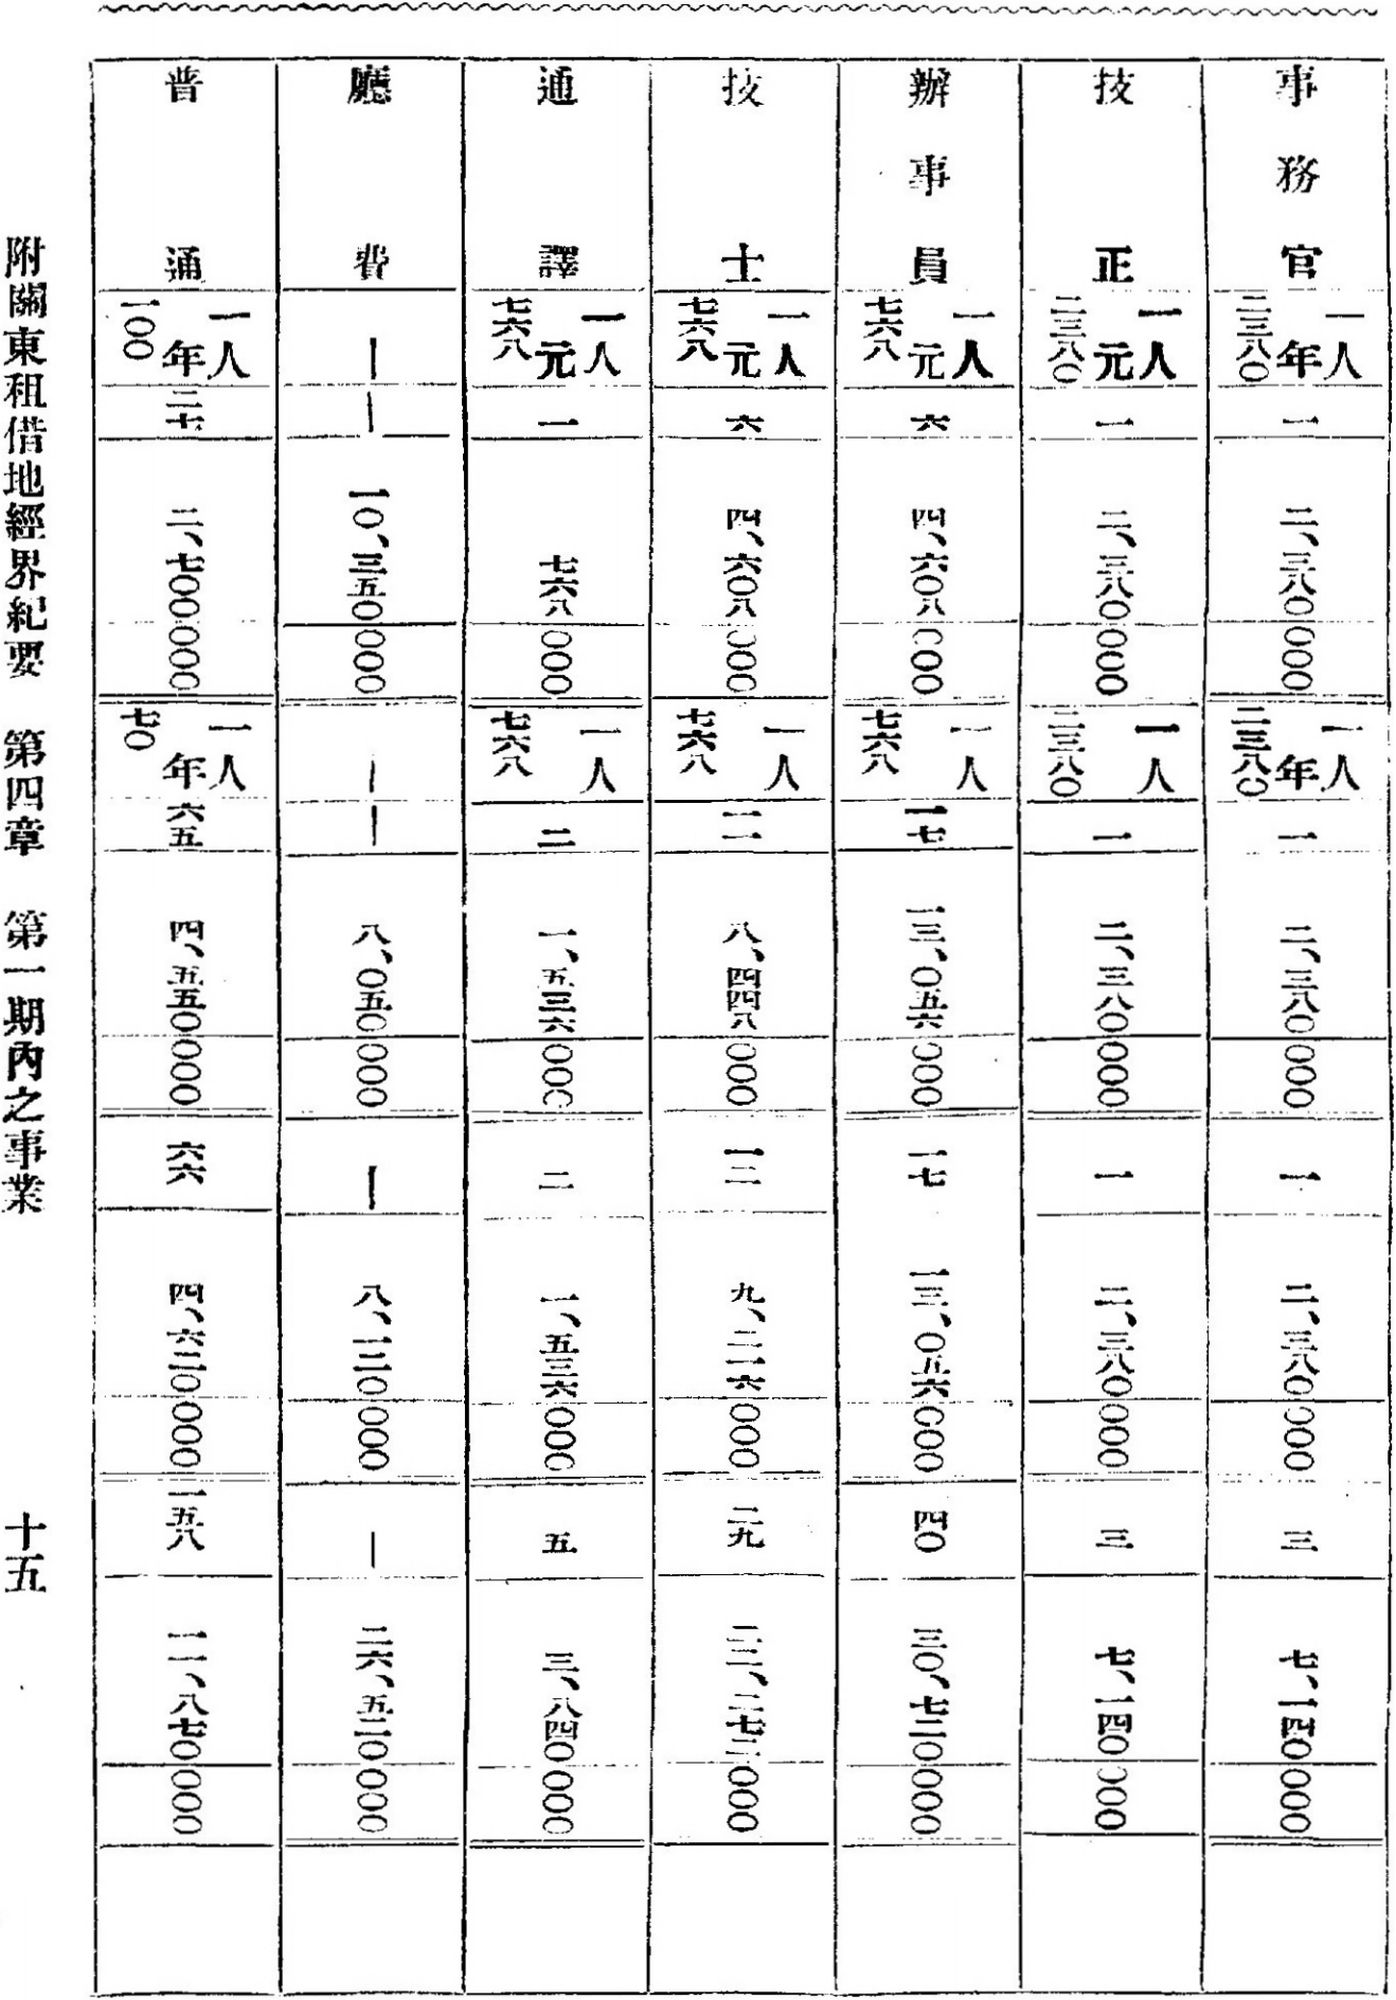 事務官 一人年二三八〇 一 二、三八〇〇〇〇 一人年二三八〇 一 二、三八〇〇〇〇 一 二、三八〇〇〇〇 三 七、一四〇〇〇〇
技正 一人元二三八〇 一 二、三八〇〇〇〇 一人二三八〇 一 二、三八〇〇〇〇 一 二、三八〇〇〇〇 三 七、一四〇〇〇〇
辦事員 一人元七六八 六 四、六〇八〇〇〇 一人七六八 一七 一三、〇五六〇〇〇 一七 一三、〇五六〇〇〇 四〇 三〇、七二〇〇〇〇
技士 一人元七六八 六 四、六〇八〇〇〇 一人七六八 一一 八、四四八〇〇〇 一二 九、二一六〇〇〇 二九 二二、二七二〇〇〇
通譯 一人元七六八 一 七六八〇〇〇 一人七六八 二 一、五三六〇〇〇 二 一、五三六〇〇〇 五 三、八四〇〇〇〇
廳費 — — 一〇、三五〇〇〇〇 — — 八、〇五〇〇〇〇 — 八、一二〇〇〇〇 — 二六、五二〇〇〇〇
普通 一人年一〇〇 二七 二、七〇〇〇〇〇 一人年七〇 六五 四、五五〇〇〇〇 六六 四、六二〇〇〇〇 一五八 一一、八七〇〇〇〇
附關東租借地經界紀要 第四章 第一期內之事業 十五